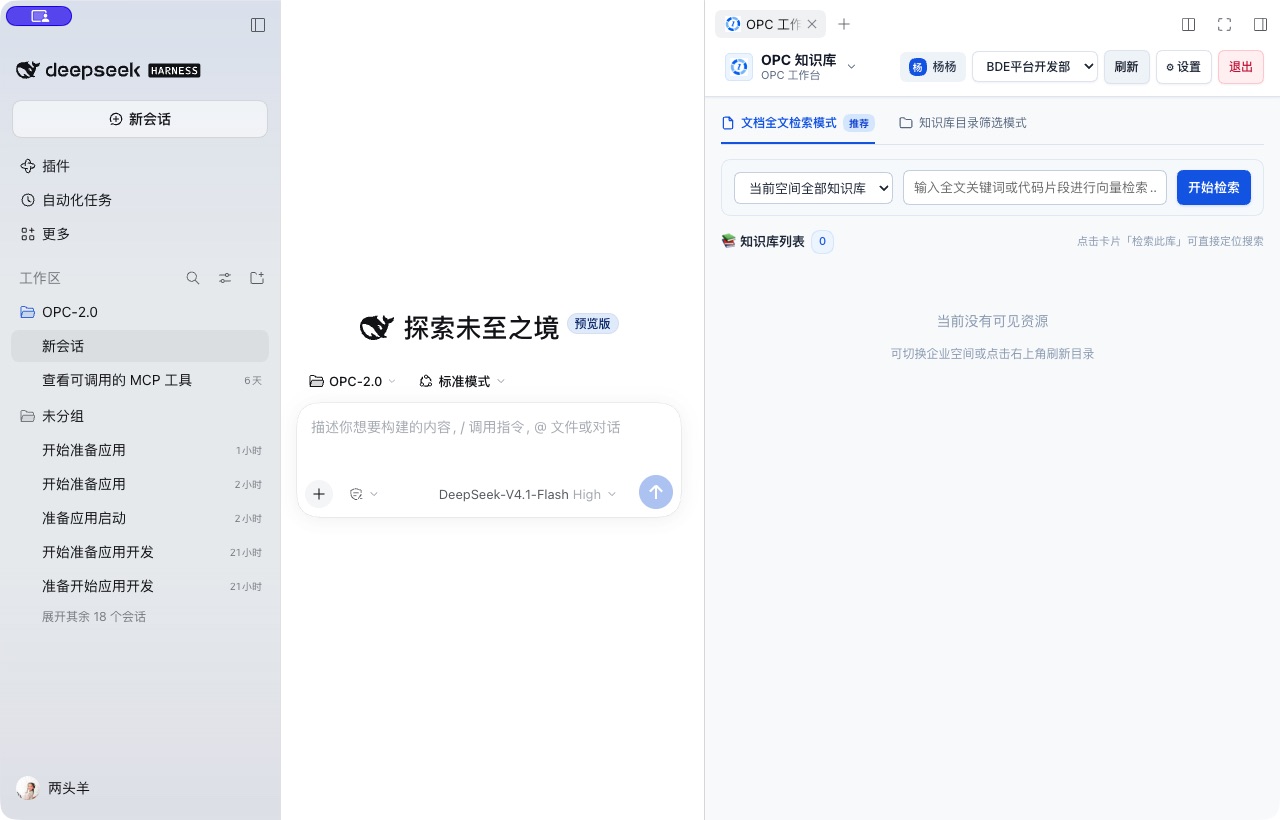 deepseek HARNESS
新会话
插件
自动化任务
更多
工作区
OPC-2.0
新会话
查看可调用的 MCP 工具 6天
未分组
开始准备应用 1小时
开始准备应用 2小时
准备应用启动 2小时
开始准备应用开发 21小时
准备开始应用开发 21小时
展开其余 18 个会话
两头羊
探索未至之境 预览版
OPC-2.0 标准模式
描述你想要构建的内容, / 调用指令, @ 文件或对话
DeepSeek-V4.1-Flash High
OPC 工作
OPC 知识库
OPC 工作台
杨 杨杨
BDE平台开发部
刷新
设置
退出
文档全文检索模式 推荐
知识库目录筛选模式
当前空间全部知识库
输入全文关键词或代码片段进行向量检索..
开始检索
知识库列表 0
点击卡片「检索此库」可直接定位搜索
当前没有可见资源
可切换企业空间或点击右上角刷新目录